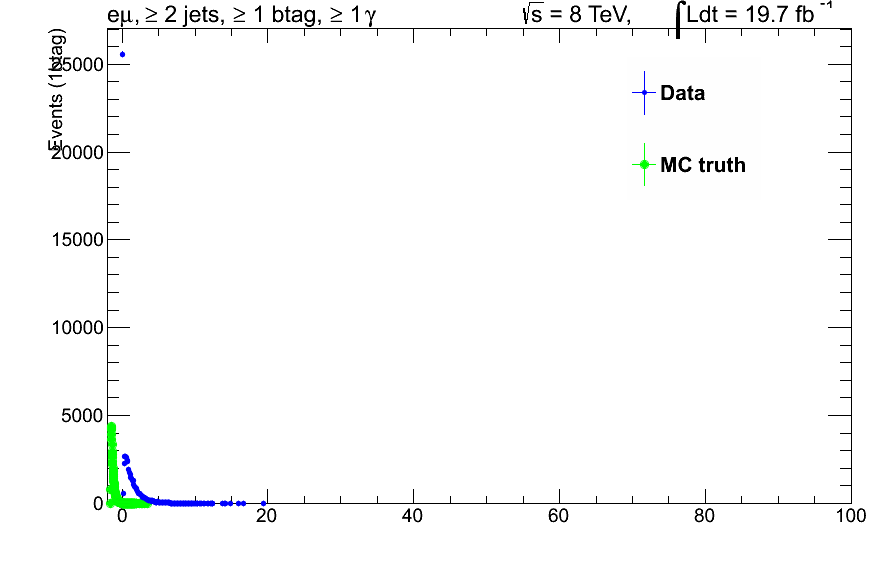 eμ, ≥ 2 jets, ≥ 1 btag, ≥ 1 γ
√s = 8 TeV, ∫Ldt = 19.7 fb⁻¹
Events (1btag)
25000
20000
15000
10000
5000
0
Data
MC truth
0 20 40 60 80 100